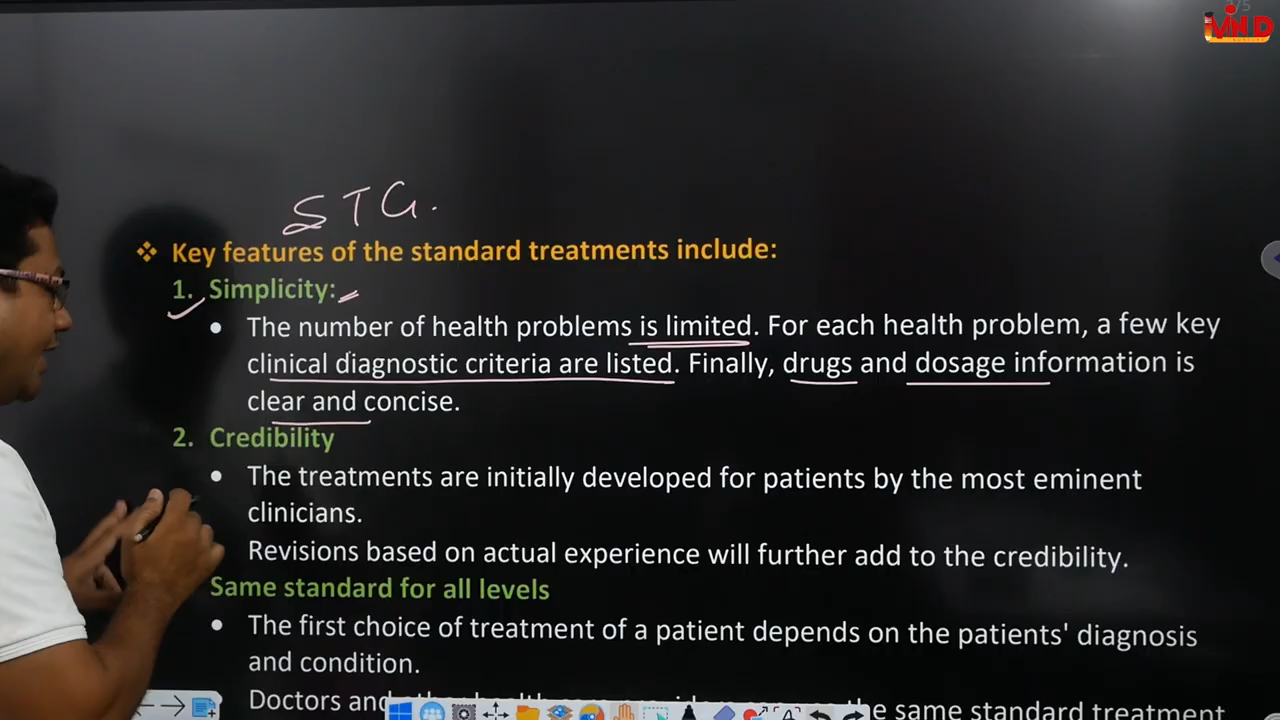 MIND
STG.
❖ Key features of the standard treatments include:
1. Simplicity:
• The number of health problems is limited. For each health problem, a few key
clinical diagnostic criteria are listed. Finally, drugs and dosage information is
clear and concise.
2. Credibility
• The treatments are initially developed for patients by the most eminent
clinicians.
Revisions based on actual experience will further add to the credibility.
Same standard for all levels
• The first choice of treatment of a patient depends on the patients' diagnosis
and condition.
Doctors and the same standard treatment